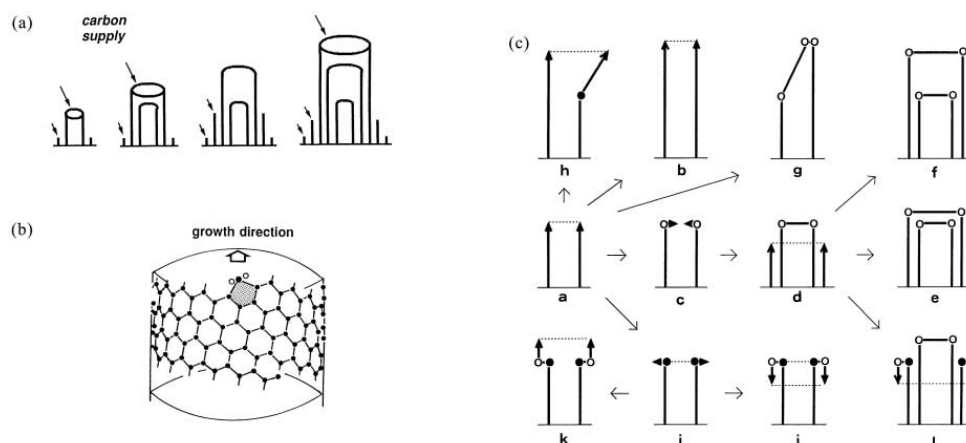 (a)
carbon
supply
(b)
growth direction
(c)
h b g f
a c d e
k i j l